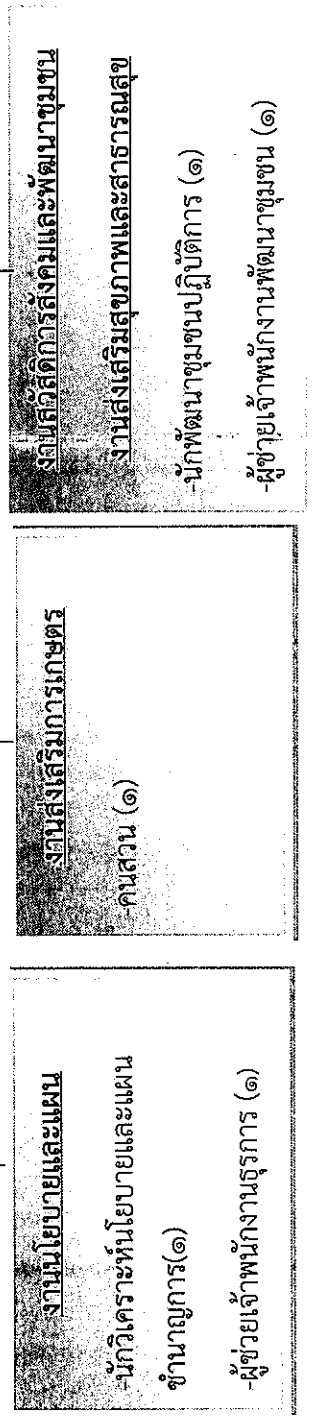 งานนโยบายและแผน
-นักวิเคราะห์นโยบายและแผน
ชำนาญการ(๑)
-ผู้ช่วยเจ้าพนักงานธุรการ (๑)
งานส่งเสริมการเกษตร
-คนสวน (๑)
งานสวัสดิการสังคมและพัฒนาชุมชน
งานส่งเสริมสุขภาพและสาธารณสุข
-นักพัฒนาชุมชนปฏิบัติการ (๑)
-ผู้ช่วยเจ้าพนักงานพัฒนาชุมชน (๑)